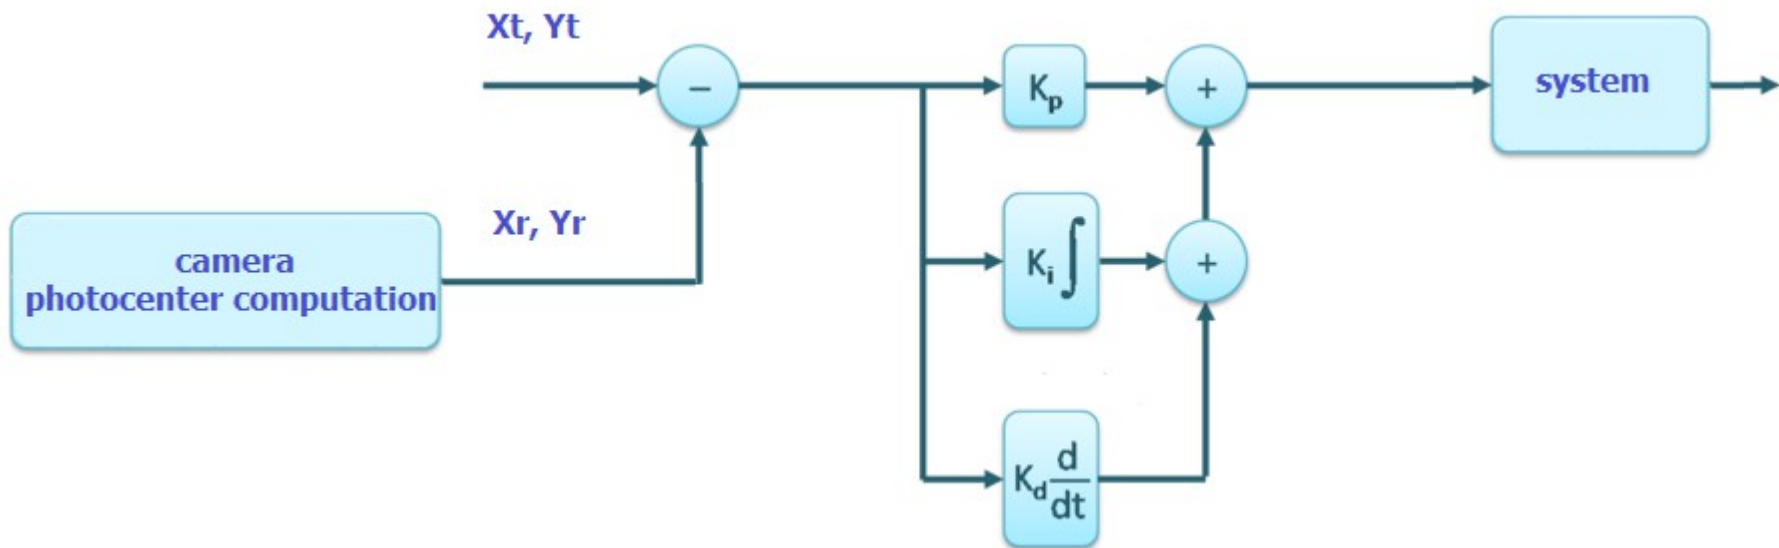 Xt, Yt
−
Kp
+
system
Xr, Yr
camera
photocenter computation
Ki ∫
+
Kd d/dt